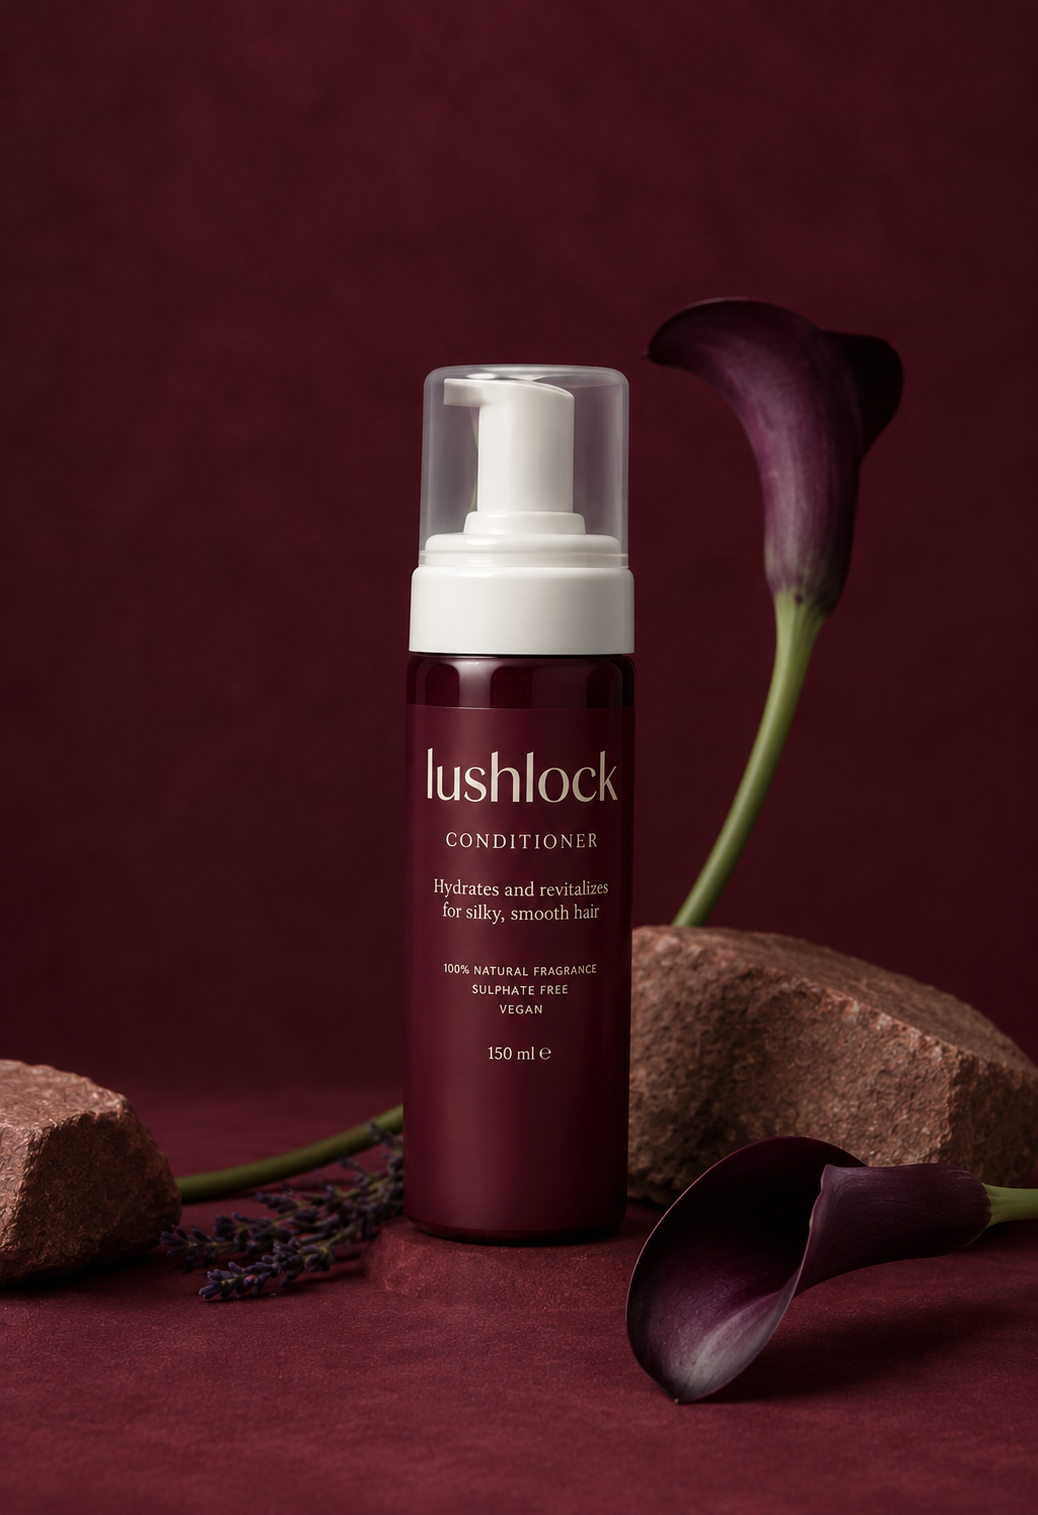 lushlock
CONDITIONER
Hydrates and revitalizes
for silky, smooth hair
100% NATURAL FRAGRANCE
SULPHATE FREE
VEGAN
150 ml ℮